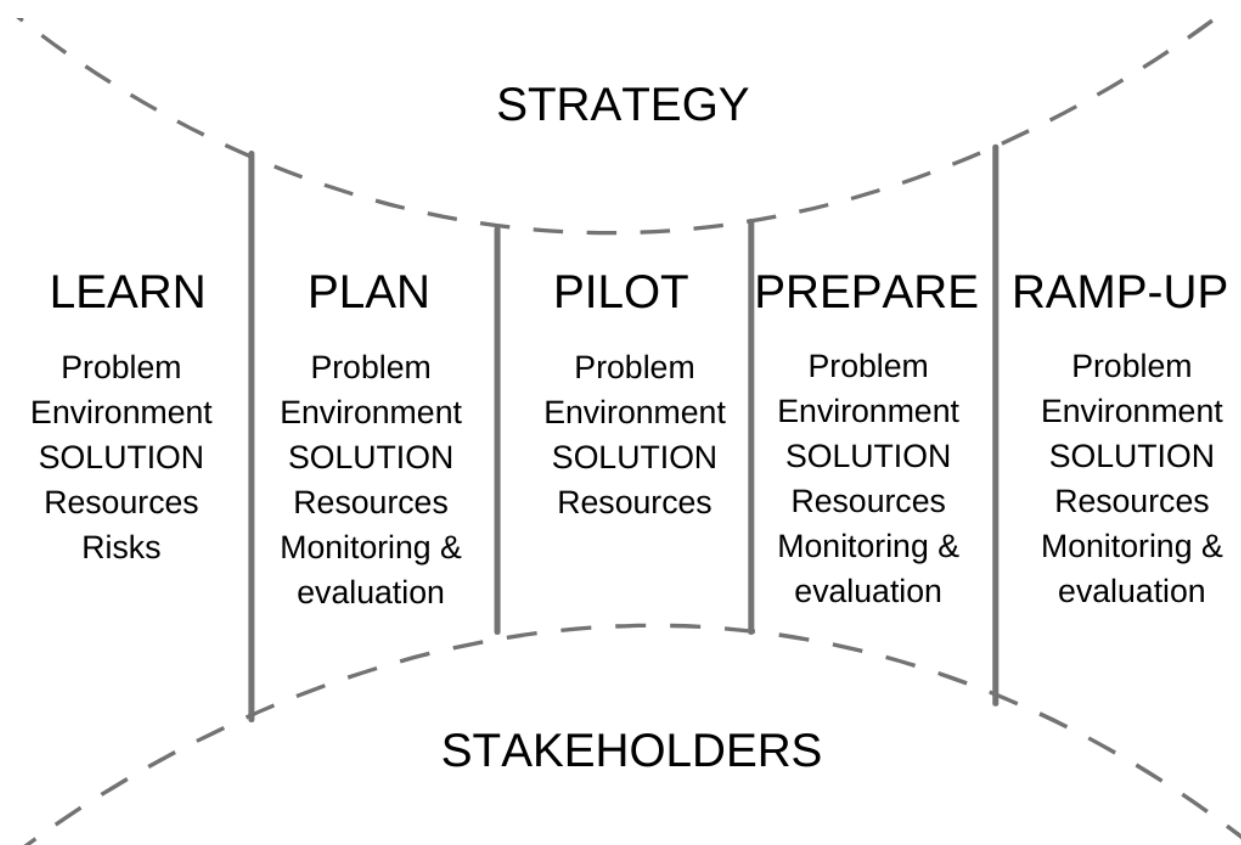 STRATEGY
LEARN
Problem
Environment
SOLUTION
Resources
Risks
PLAN
Problem
Environment
SOLUTION
Resources
Monitoring &
evaluation
PILOT
Problem
Environment
SOLUTION
Resources
PREPARE
Problem
Environment
SOLUTION
Resources
Monitoring &
evaluation
RAMP-UP
Problem
Environment
SOLUTION
Resources
Monitoring &
evaluation
STAKEHOLDERS